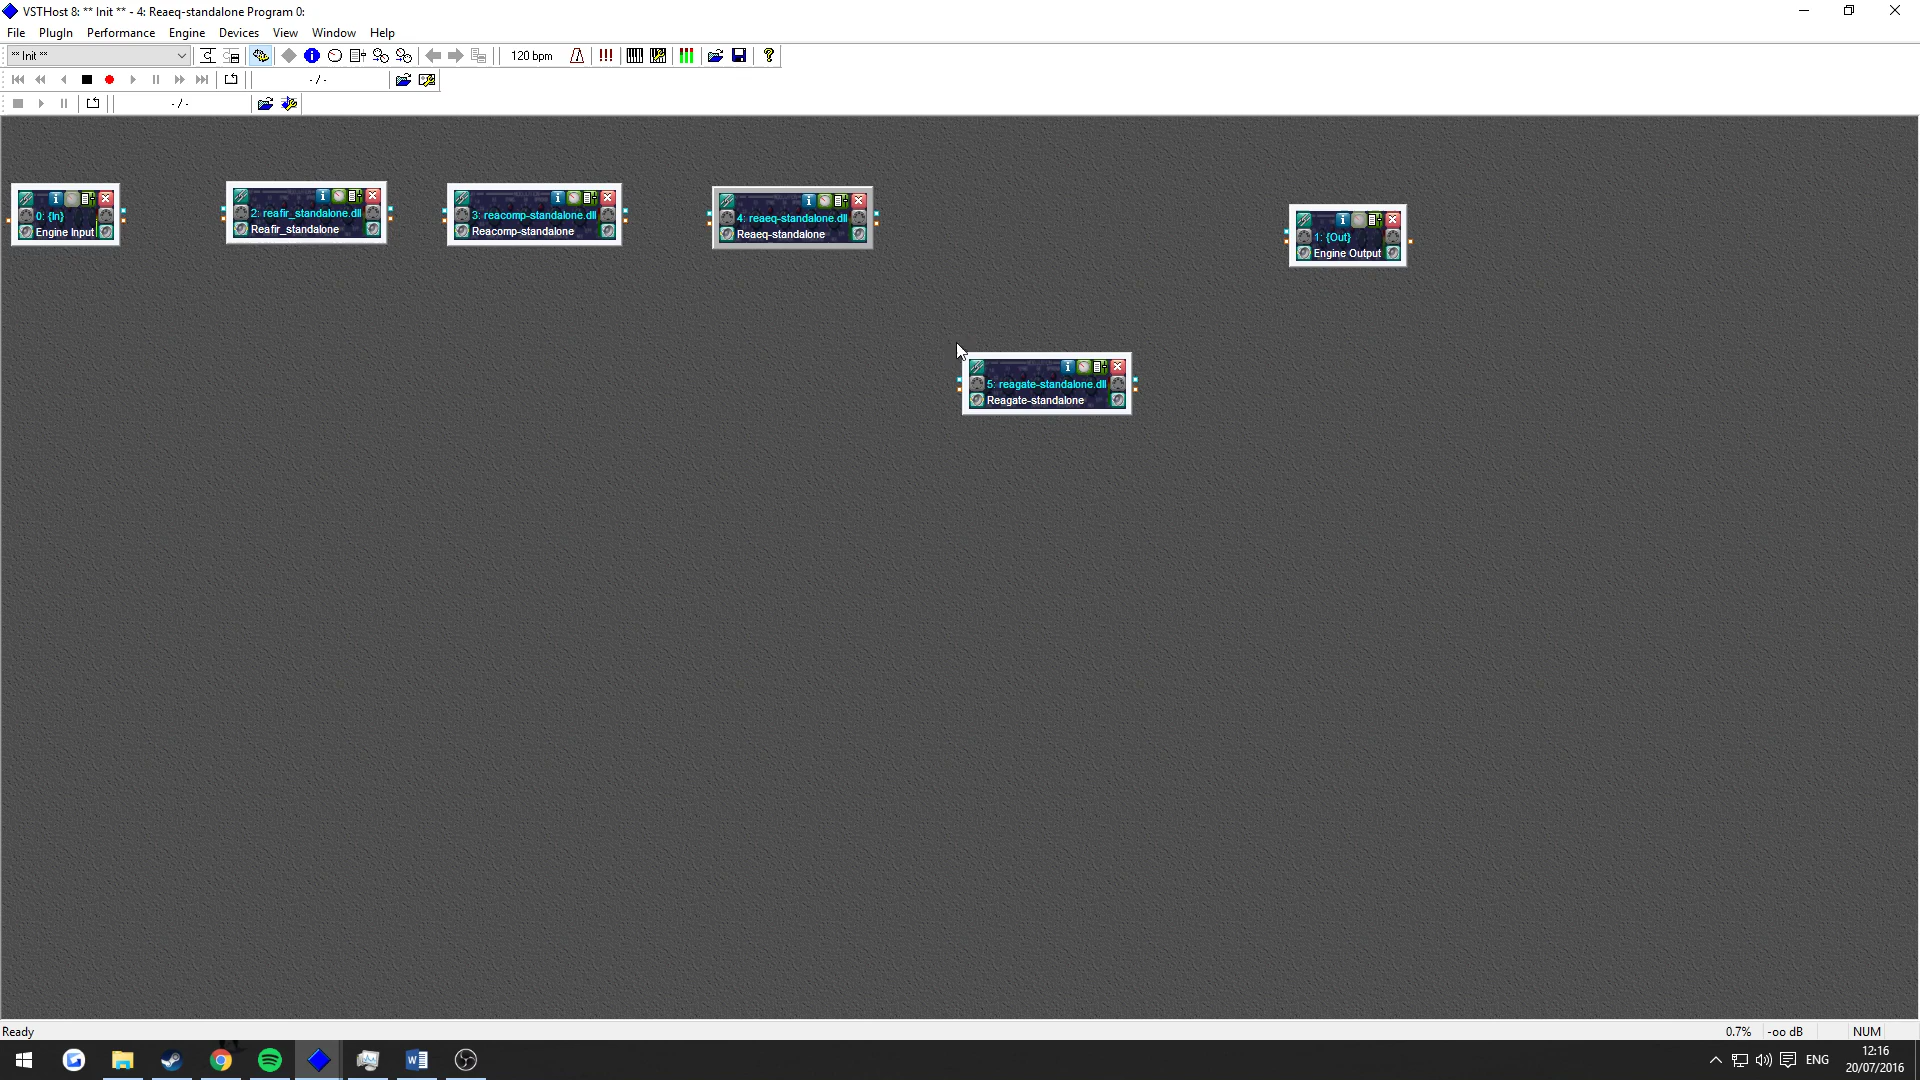 VSTHost 8: ** Init ** - 4: Reaeq-standalone Program 0:
File PlugIn Performance Engine Devices View Window Help
** Init **
120 bpm
- / -
- / -
0: {In}
Engine Input
2: reafir_standalone.dll
Reafir_standalone
3: reacomp-standalone.dll
Reacomp-standalone
4: reaeq-standalone.dll
Reaeq-standalone
1: {Out}
Engine Output
5: reagate-standalone.dll
Reagate-standalone
Ready
0.7% -oo dB NUM
ENG
12:16
20/07/2016